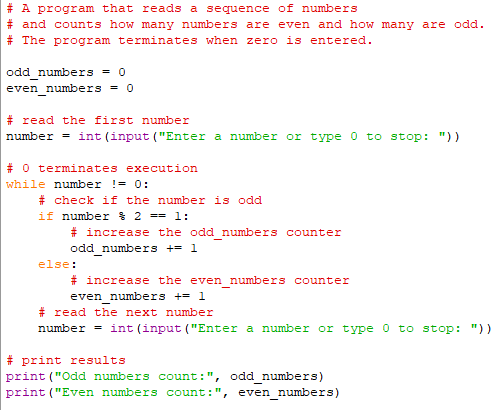 # A program that reads a sequence of numbers
# and counts how many numbers are even and how many are odd.
# The program terminates when zero is entered.

odd_numbers = 0
even_numbers = 0

# read the first number
number = int(input("Enter a number or type 0 to stop: "))

# 0 terminates execution
while number != 0:
    # check if the number is odd
    if number % 2 == 1:
        # increase the odd_numbers counter
        odd_numbers += 1
    else:
        # increase the even_numbers counter
        even_numbers += 1
    # read the next number
    number = int(input("Enter a number or type 0 to stop: "))

# print results
print("Odd numbers count:", odd_numbers)
print("Even numbers count:", even_numbers)